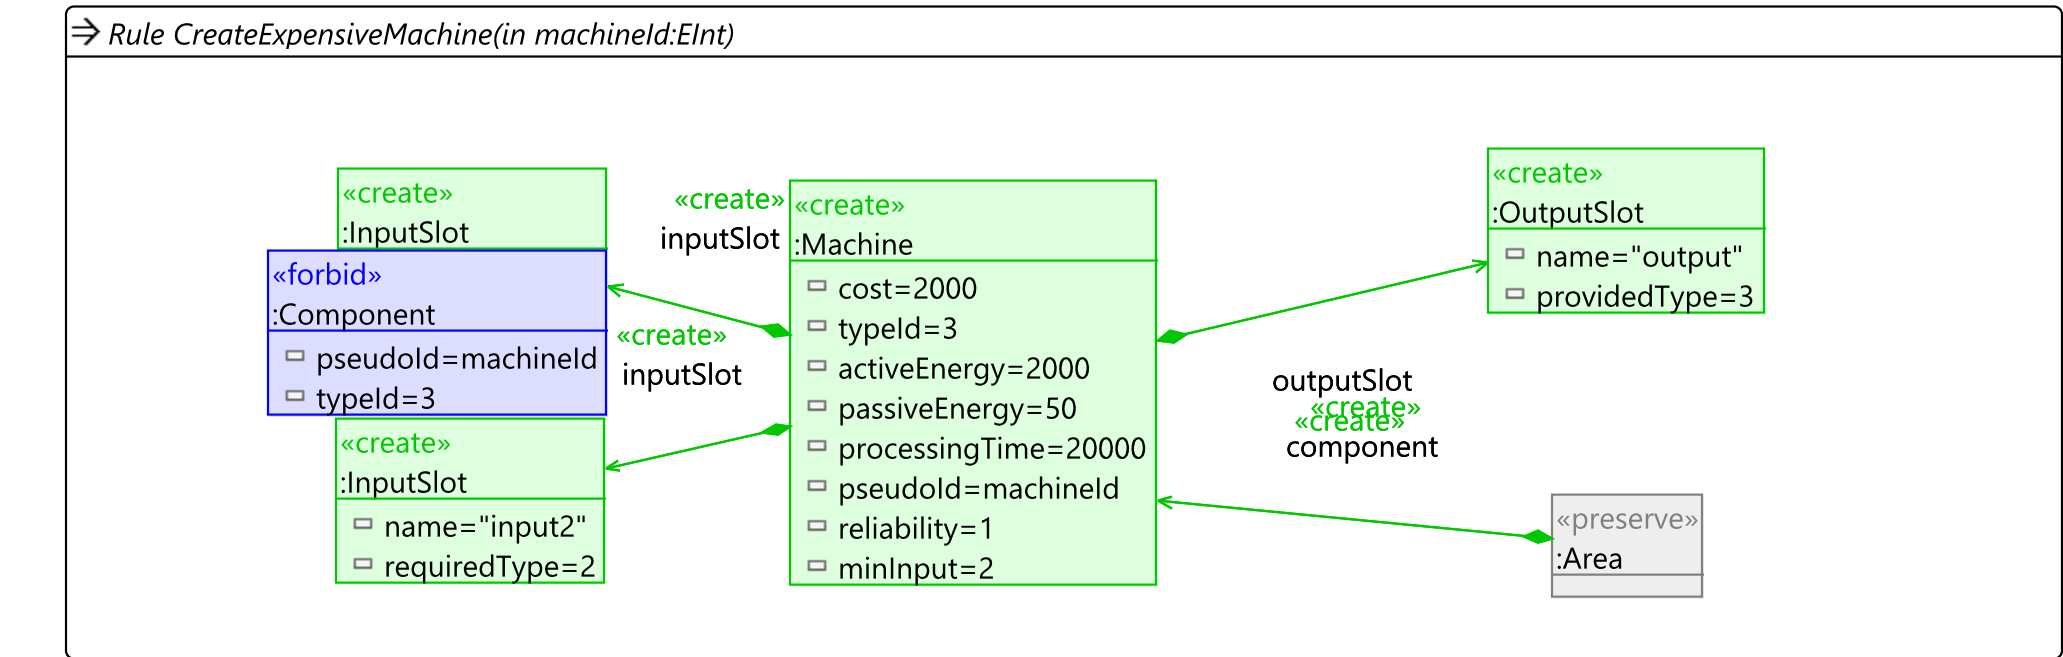 Rule CreateExpensiveMachine(in machineId:EInt)
«create»
:InputSlot
«forbid»
:Component
pseudoId=machineId
typeId=3
«create»
:InputSlot
name="input2"
requiredType=2
«create»
inputSlot
«create»
inputSlot
«create»
:Machine
cost=2000
typeId=3
activeEnergy=2000
passiveEnergy=50
processingTime=20000
pseudoId=machineId
reliability=1
minInput=2
outputSlot
«create»
«create»
component
«create»
:OutputSlot
name="output"
providedType=3
«preserve»
:Area